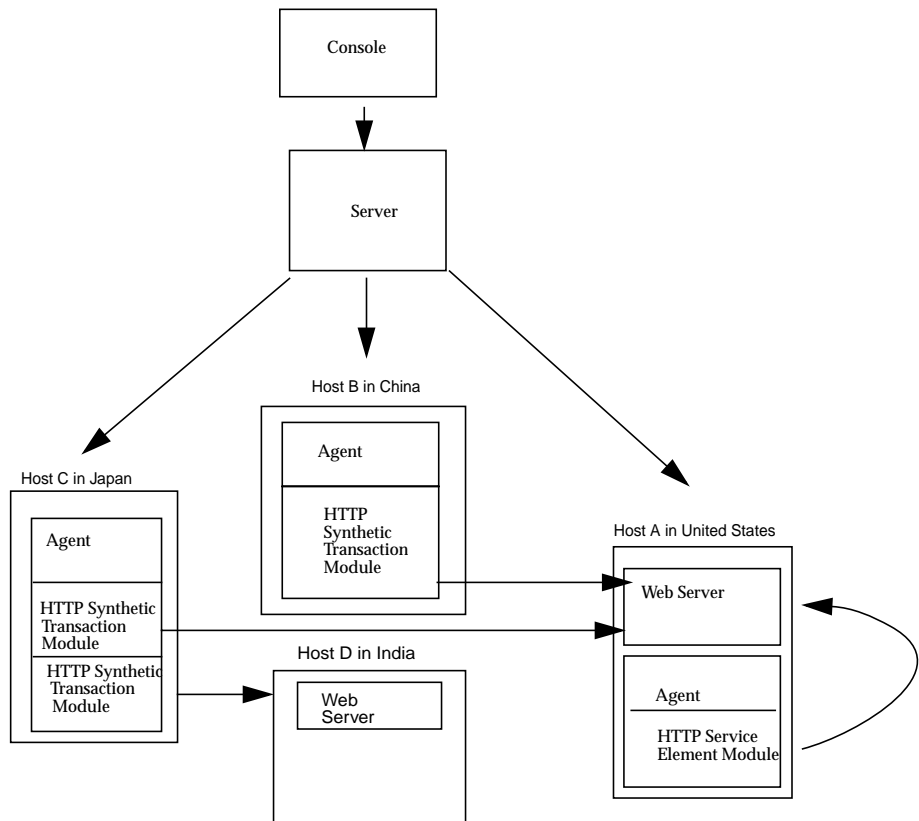 Console
Server
Host B in China
Agent
HTTP
Synthetic
Transaction
Module
Host C in Japan
Agent
HTTP Synthetic
Transaction
Module
HTTP Synthetic
Transaction
Module
Host A in United States
Web Server
Agent
HTTP Service
Element Module
Host D in India
Web
Server